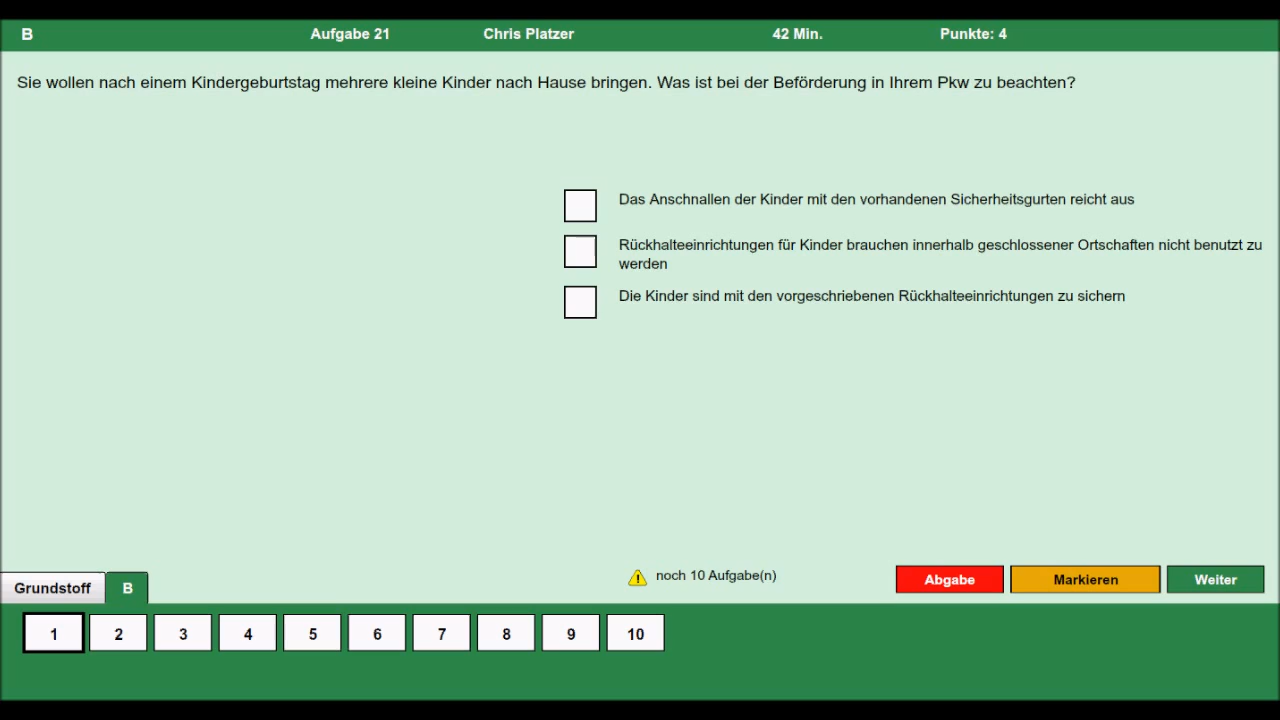 B Aufgabe 21 Chris Platzer 42 Min. Punkte: 4
Sie wollen nach einem Kindergeburtstag mehrere kleine Kinder nach Hause bringen. Was ist bei der Beförderung in Ihrem Pkw zu beachten?
Das Anschnallen der Kinder mit den vorhandenen Sicherheitsgurten reicht aus
Rückhalteeinrichtungen für Kinder brauchen innerhalb geschlossener Ortschaften nicht benutzt zu
werden
Die Kinder sind mit den vorgeschriebenen Rückhalteeinrichtungen zu sichern
noch 10 Aufgabe(n) Abgabe Markieren Weiter
Grundstoff B
1 2 3 4 5 6 7 8 9 10